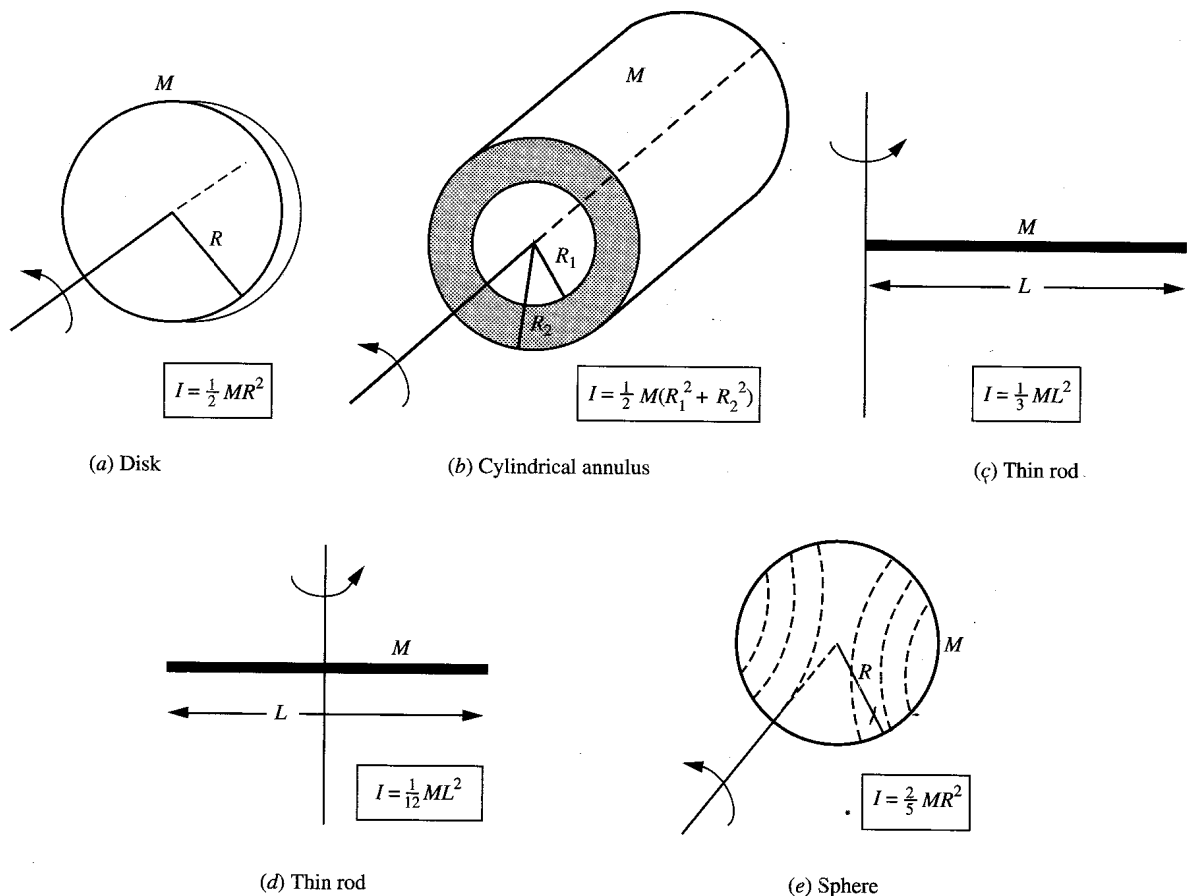 M
R
I = 1/2 MR²
(a) Disk
M
R₁
R₂
I = 1/2 M(R₁² + R₂²)
(b) Cylindrical annulus
M
L
I = 1/3 ML²
(c) Thin rod
M
L
I = 1/12 ML²
(d) Thin rod
M
R
I = 2/5 MR²
(e) Sphere